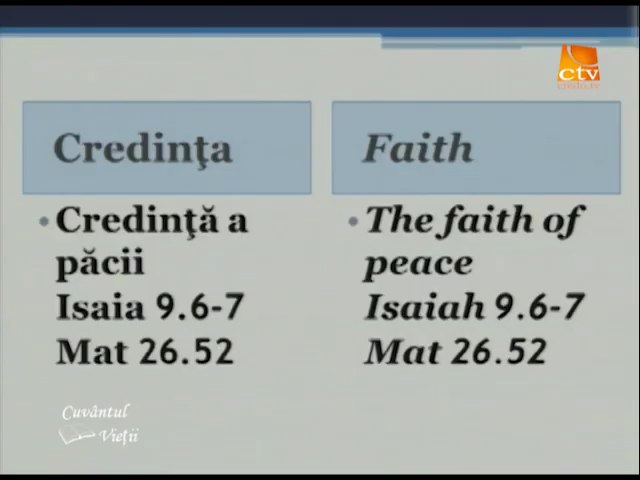 ctv
Credinţa
Faith
• Credinţă a
păcii
Isaia 9.6-7
Mat 26.52
• The faith of
peace
Isaiah 9.6-7
Mat 26.52
Cuvântul
Vieţii